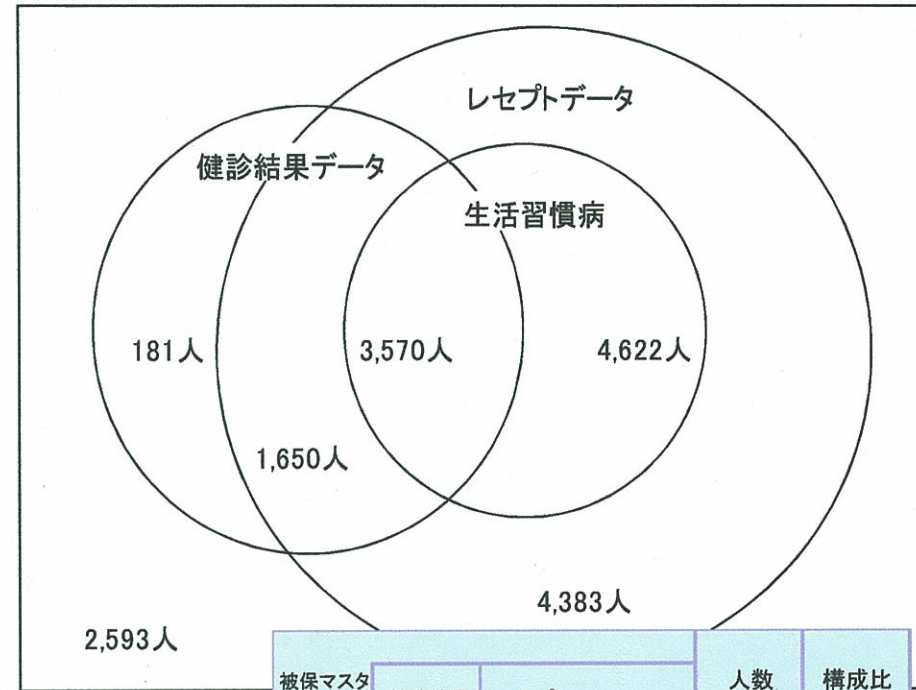 レセプトデータ
健診結果データ
生活習慣病
181人
3,570人
4,622人
1,650人
4,383人
2,593人
被保マスタ
人数
構成比